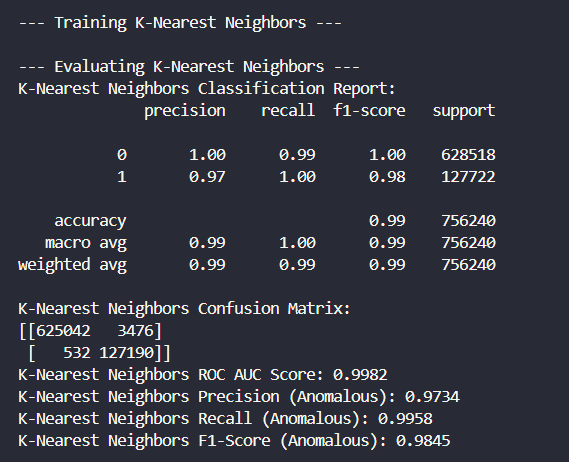 --- Training K-Nearest Neighbors ---
--- Evaluating K-Nearest Neighbors ---
K-Nearest Neighbors Classification Report:
              precision    recall  f1-score   support
           0       1.00      0.99      1.00    628518
           1       0.97      1.00      0.98    127722
    accuracy                           0.99    756240
   macro avg       0.99      1.00      0.99    756240
weighted avg       0.99      0.99      0.99    756240
K-Nearest Neighbors Confusion Matrix:
[[625042   3476]
 [   532 127190]]
K-Nearest Neighbors ROC AUC Score: 0.9982
K-Nearest Neighbors Precision (Anomalous): 0.9734
K-Nearest Neighbors Recall (Anomalous): 0.9958
K-Nearest Neighbors F1-Score (Anomalous): 0.9845